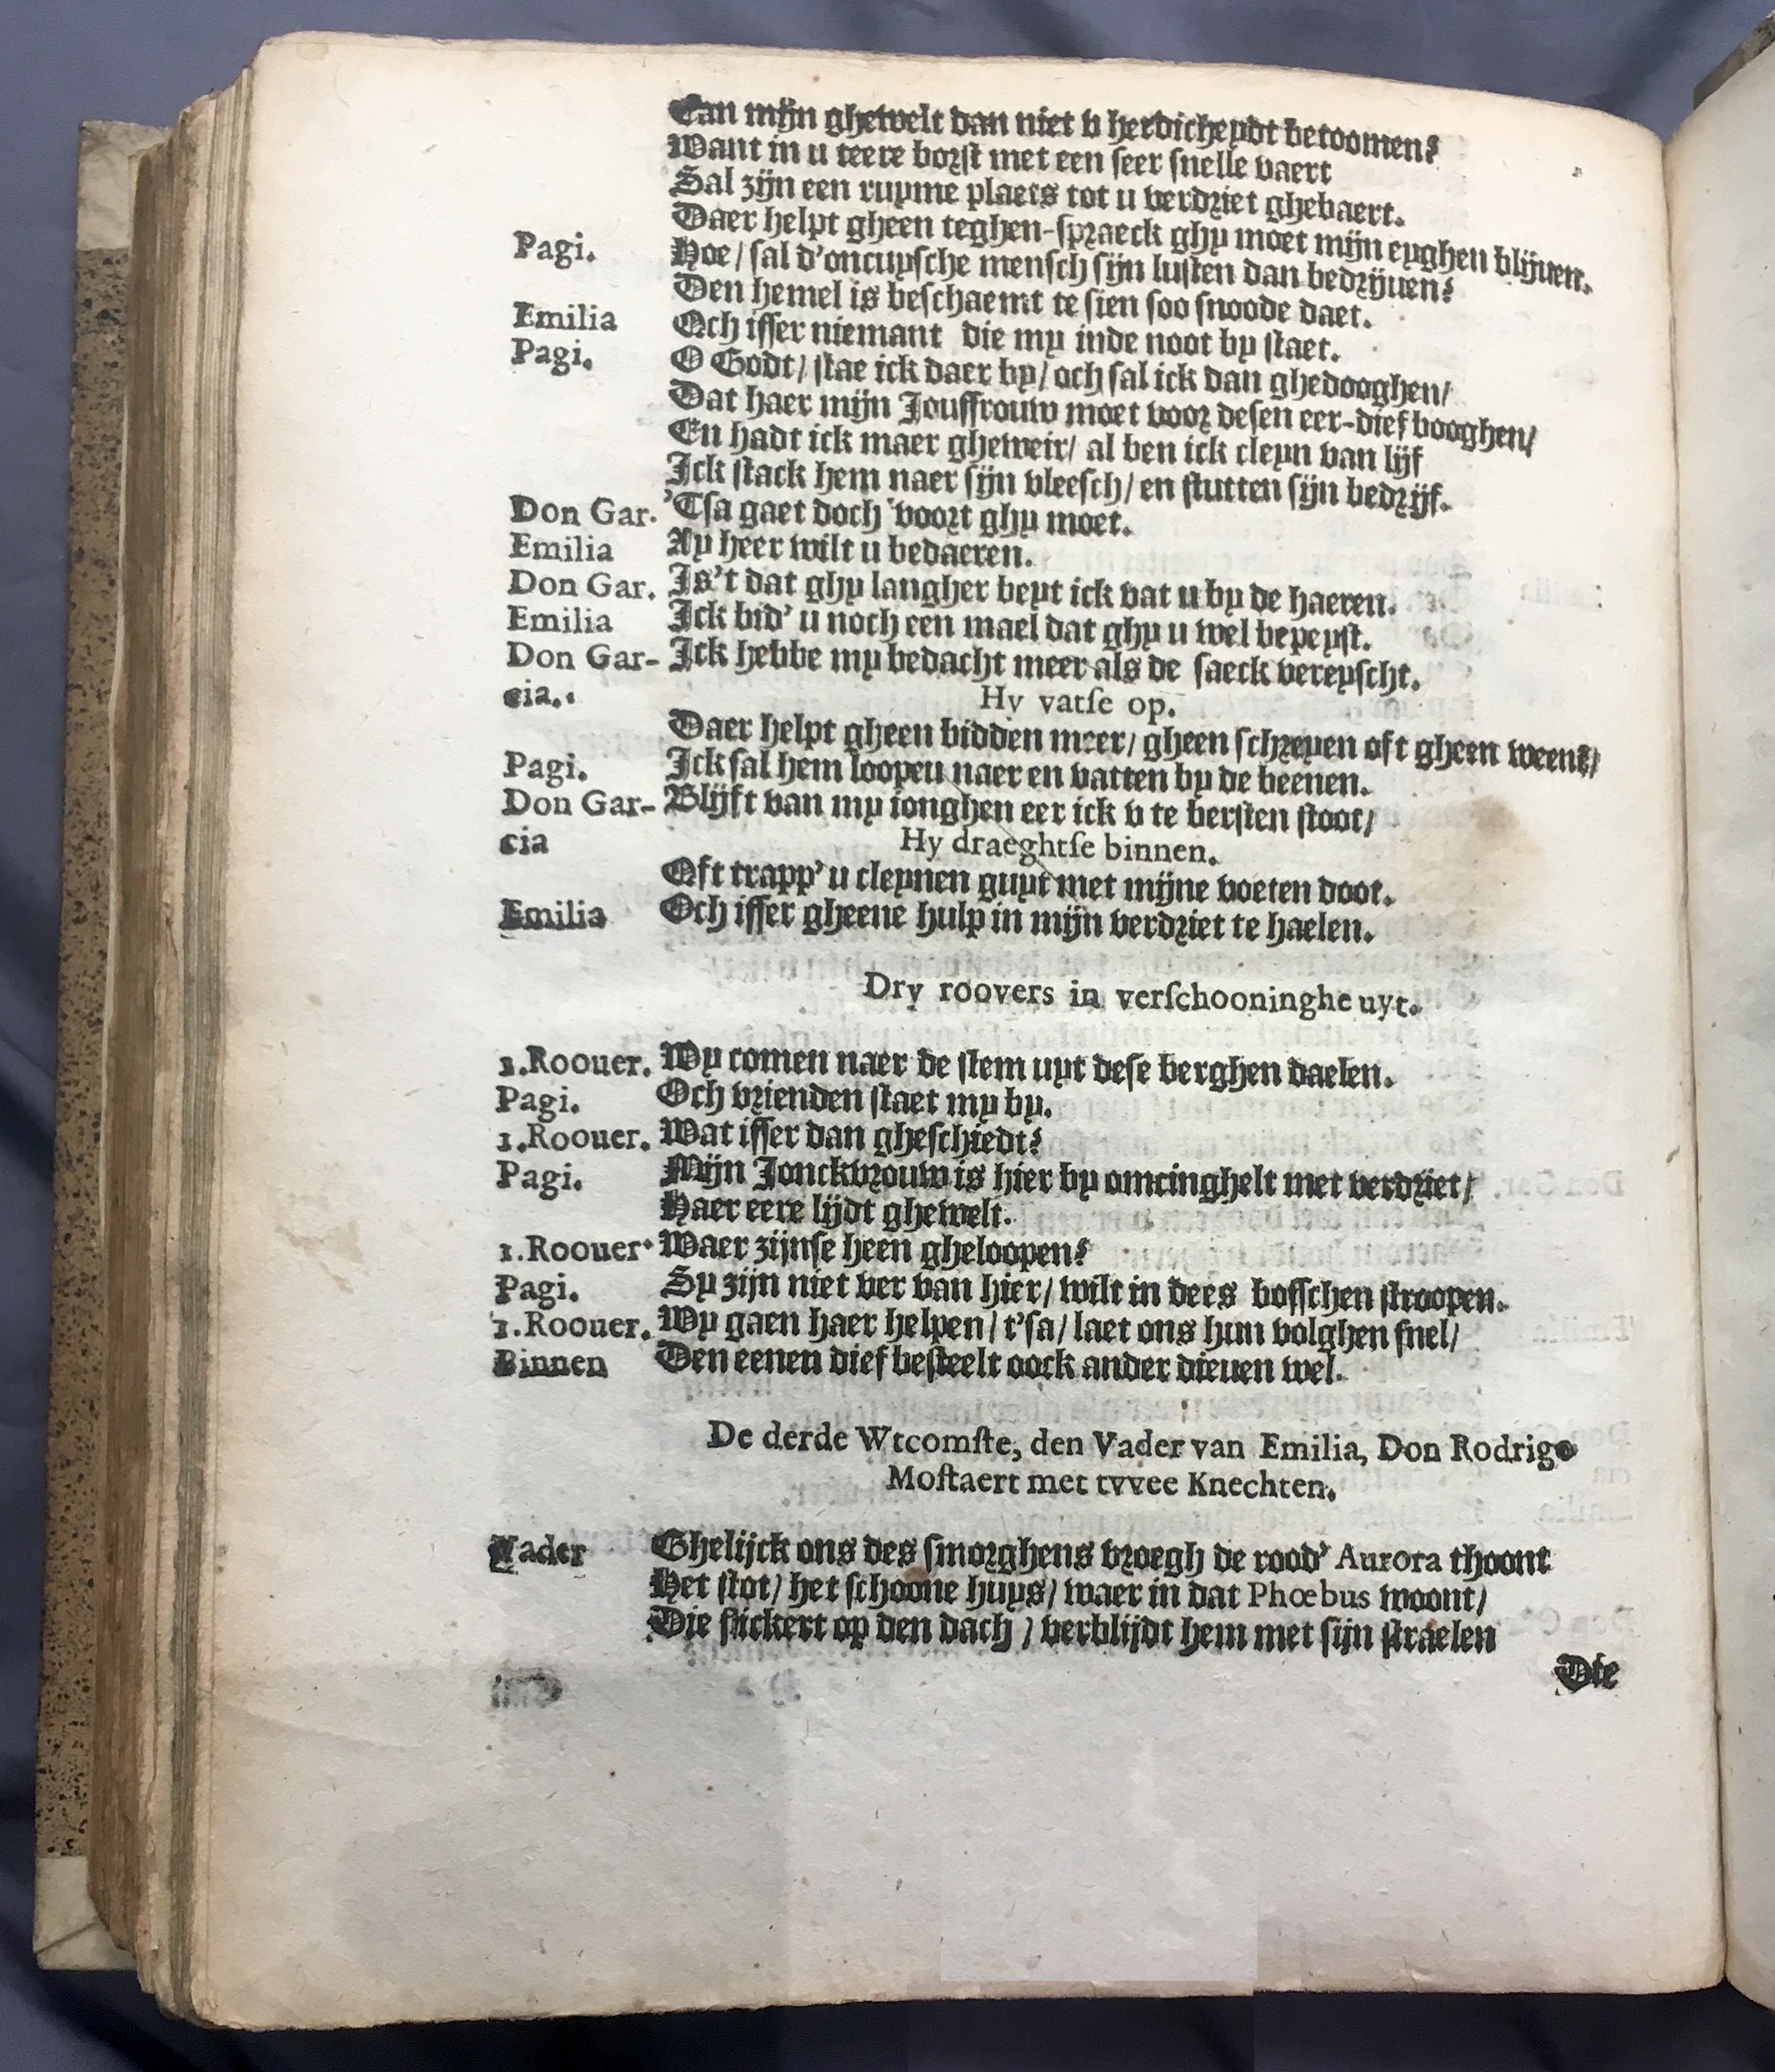 Can mijn ghewelt dan niet v herdicheydt betoomen?
Want in u teere borst met een seer snelle vaert
Sal zijn een ruyme plaets tot u verdriet ghebaert.
Daer helpt gheen teghen-spraeck ghy moet mijn eyghen blijuen.
Pagi. Hoe / sal d'oncuysche mensch sijn lusten dan bedrijuen?
Den hemel is beschaemt te sien soo snoode daet.
Emilia Och isser niemant die my inde noot by staet.
Pagi. O Godt / stae ick daer by / och sal ick dan ghedooghen /
Dat haer mijn Jouffrouw moet voor desen eer-dief booghen /
En hadt ick maer gheweir / al ben ick cleyn van lijf
Ick stack hem naer sijn vleesch / en stutten sijn bedrijf.
Don Gar. 'Tsa gaet doch voort ghy moet.
Emilia Ay heer wilt u bedaeren.
Don Gar. Is't dat ghy langher beyt ick vat u by de haeren.
Emilia Ick bid' u noch een mael dat ghy u wel bepeyst.
Don Gar- Ick hebbe my bedacht meer als de saeck vereyscht.
cia. Hy vatse op.
Daer helpt gheen bidden meer / gheen schreyen oft gheen weenē /
Pagi. Ick sal hem loopeu naer en vatten by de beenen.
Don Gar- Blijft van my ionghen eer ick v te bersten stoot /
cia Hy draeghtse binnen.
Oft trapp' u cleynen guyt met mijne voeten doot.
Emilia Och isser gheene hulp in mijn verdriet te haelen.
Dry roovers in verschooninghe uyt.
1.Roouer. Wy comen naer de stem uyt dese berghen daelen.
Pagi. Och vrienden staet my by.
1.Roouer. Wat isser dan gheschiedt?
Pagi. Mijn Jonckvrouw is hier by omcinghelt met verdriet /
Haer eere lijdt ghewelt.
1.Roouer. Waer zijnse heen gheloopen?
Pagi. Sy zijn niet ver van hier / wilt in dees bosschen stroopen.
1.Roouer. Wy gaen haer helpen / t'sa / laet ons hun volghen snel /
Binnen Den eenen dief besteelt oock ander dieuen wel.
De derde Wtcomste, den Vader van Emilia, Don Rodrigo
Mostaert met tvvee Knechten.
Vader Ghelijck ons des smorghens vroegh de rood' Aurora thoont
Het slot / het schoone huys / waer in dat Phœbus woont /
Die flickert op den dach / verblijdt hem met sijn straelen
Die